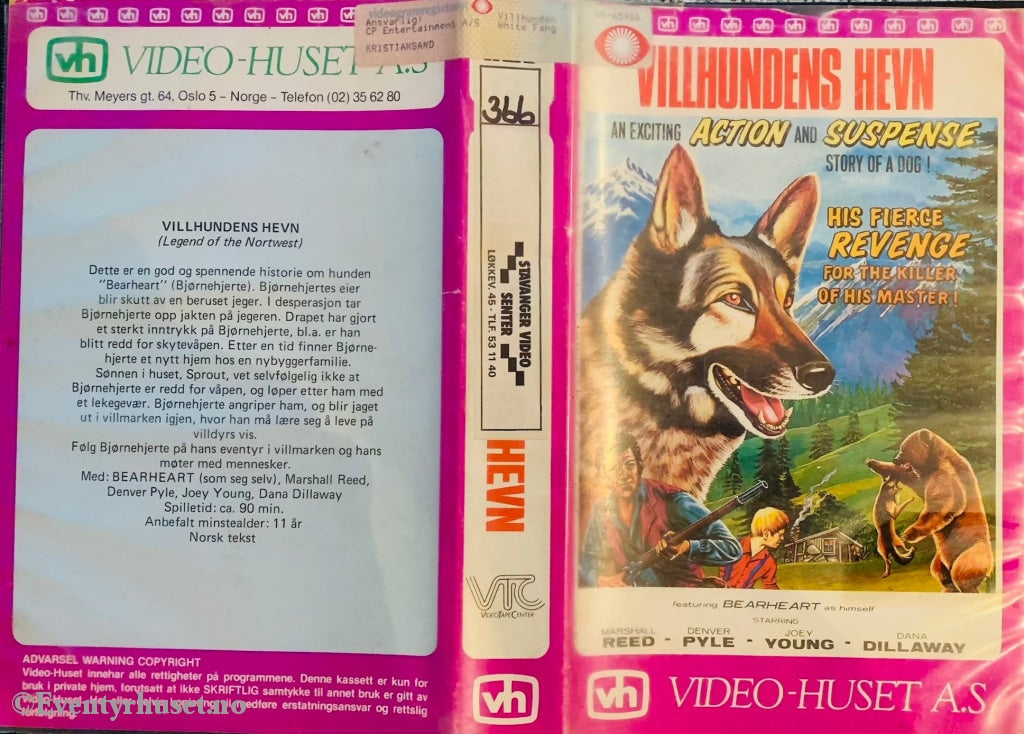 vh VIDEO-HUSET A.S
Thv. Meyers gt. 64, Oslo 5 – Norge – Telefon (02) 35 62 80
VILLHUNDENS HEVN
(Legend of the Nortwest)
Dette er en god og spennende historie om hunden
"Bearheart" (Bjørnehjerte). Bjørnehjertes eier
blir skutt av en beruset jeger. I desperasjon tar
Bjørnehjerte opp jakten på jegeren. Drapet har gjort
et sterkt inntrykk på Bjørnehjerte, bl.a. er han
blitt redd for skytevåpen. Etter en tid finner Bjørne-
hjerte et nytt hjem hos en nybyggerfamilie.
Sønnen i huset, Sprout, vet selvfølgelig ikke at
Bjørnehjerte er redd for våpen, og løper etter ham med
et lekegevær. Bjørnehjerte angriper ham, og blir jaget
ut i villmarken igjen, hvor han må lære seg å leve på
villdyrs vis.
Følg Bjørnehjerte på hans eventyr i villmarken og hans
møter med mennesker.
Med: BEARHEART (som seg selv), Marshall Reed,
Denver Pyle, Joey Young, Dana Dillaway
Spilletid: ca. 90 min.
Anbefalt minstealder: 11 år
Norsk tekst
ADVARSEL WARNING COPYRIGHT
Video-Huset innehar alle rettigheter på programmene. Denne kassett er kun for
bruk i private hjem, forutsatt at ikke SKRIFTLIG samtykke til annet bruk er gitt av
Video-Huset. erstatningsansvar og rettslig
forfølgning.
©Eventyrhuset.no
Ansvarlig:
CP Entertainment A/S
KRISTIANSAND
Villhunden
White Fang
366
STAVANGER VIDEO
SENTER
LØKKEV. 45 - TLF. 53 11 40
HEVN
VTC
VIDEOTAPECENTER
vh
VILLHUNDENS HEVN
AN EXCITING ACTION AND SUSPENSE
STORY OF A DOG!
HIS FIERCE
REVENGE
FOR THE KILLER
OF HIS MASTER!
featuring BEARHEART as himself
STARRING
MARSHALL REED - DENVER PYLE - JOEY YOUNG - DANA DILLAWAY
vh VIDEO-HUSET A.S